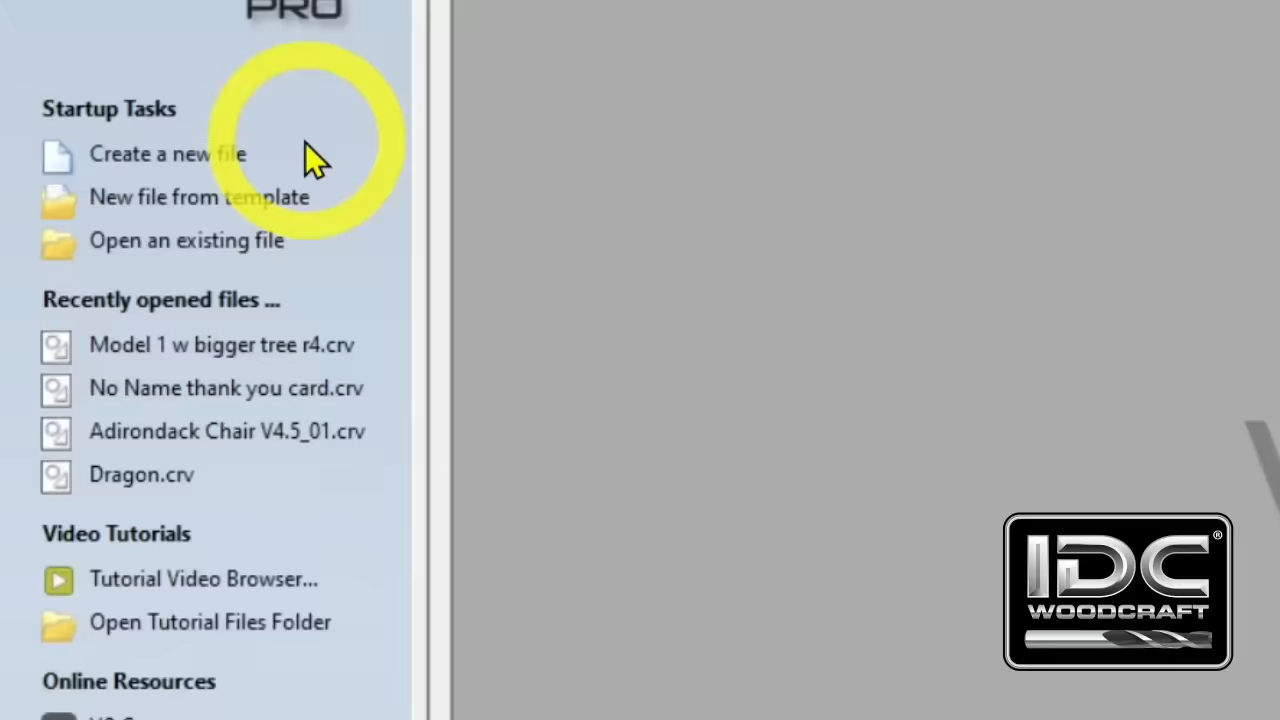 PRO
Startup Tasks
Create a new file
New file from template
Open an existing file
Recently opened files ...
Model 1 w bigger tree r4.crv
No Name thank you card.crv
Adirondack Chair V4.5_01.crv
Dragon.crv
Video Tutorials
Tutorial Video Browser...
Open Tutorial Files Folder
Online Resources
IDC®
WOODCRAFT